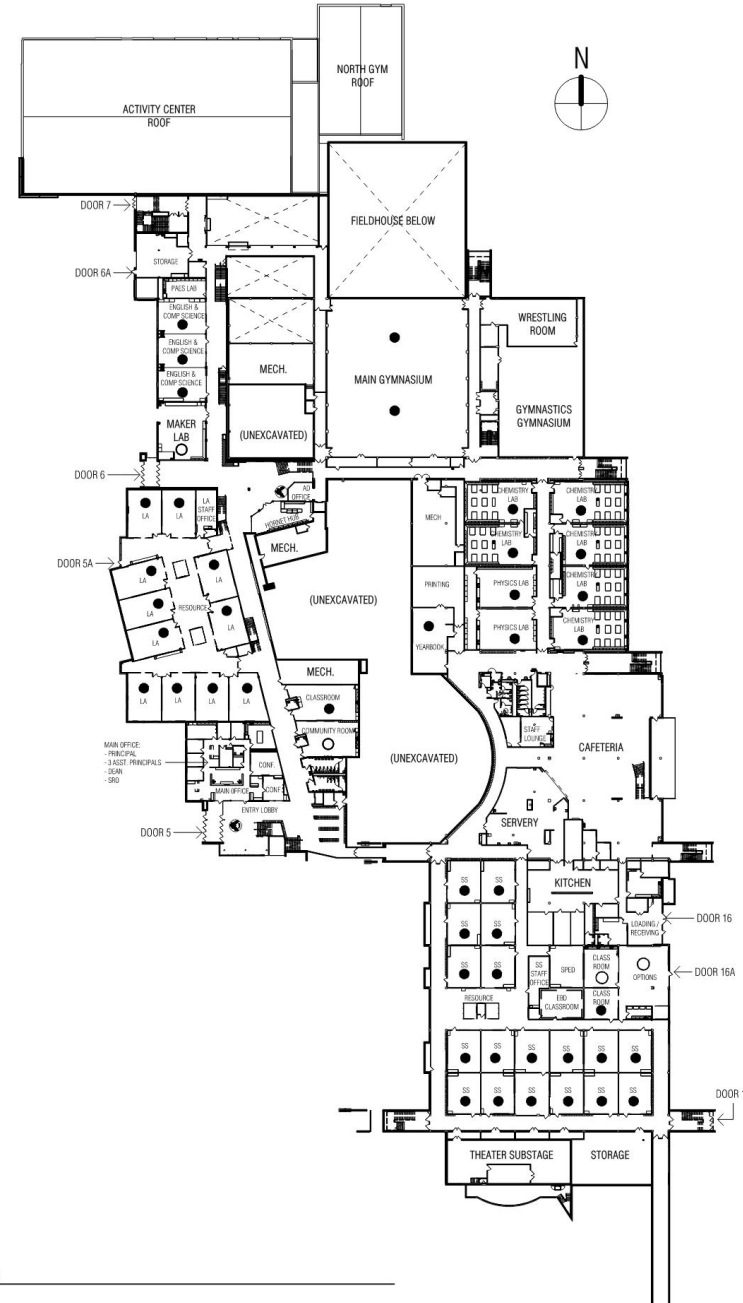 NORTH GYM
ROOF
N
ACTIVITY CENTER
ROOF
DOOR 7
FIELDHOUSE BELOW
STORAGE
DOOR 6A
PAES LAB
ENGLISH &
COMP SCIENCE
ENGLISH &
COMP SCIENCE
ENGLISH &
COMP SCIENCE
WRESTLING
ROOM
MECH.
MAIN GYMNASIUM
MAKER
LAB
(UNEXCAVATED)
GYMNASTICS
GYMNASIUM
DOOR 6
AD
OFFICE
HORNET HUB
LA
LA
LA
STAFF
OFFICE
MECH.
MECH
CHEMISTRY
LAB
CHEMISTRY
LAB
CHEMISTRY
LAB
CHEMISTRY
LAB
DOOR 5A
LA
LA
LA
RESOURCE
LA
LA
(UNEXCAVATED)
PRINTING
PHYSICS LAB
CHEMISTRY
LAB
YEARBOOK
PHYSICS LAB
CHEMISTRY
LAB
MECH.
LA
LA
LA
LA
CLASSROOM
COMMUNITY ROOM
STAFF
LOUNGE
CAFETERIA
MAIN OFFICE:
- PRINCIPAL
- 3 ASST. PRINCIPALS
- DEAN
- SRO
CONF.
CONF
MAIN OFFICE
ENTRY LOBBY
(UNEXCAVATED)
SERVERY
DOOR 5
SS
SS
KITCHEN
SS
SS
LOADING /
RECEIVING
DOOR 16
SS
SS
SS
STAFF
OFFICE
SPED
CLASS
ROOM
OPTIONS
DOOR 16A
RESOURCE
EBD
CLASSROOM
CLASS
ROOM
SS
SS
SS
SS
SS
SS
SS
SS
SS
SS
SS
SS
DOOR 1
THEATER SUBSTAGE
STORAGE